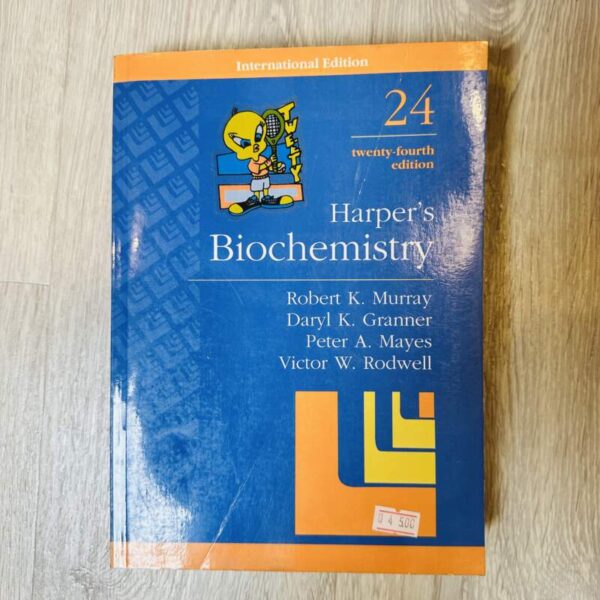 International Edition
24
twenty-fourth
edition
TWEETY
Harper's
Biochemistry
Robert K. Murray
Daryl K. Granner
Peter A. Mayes
Victor W. Rodwell